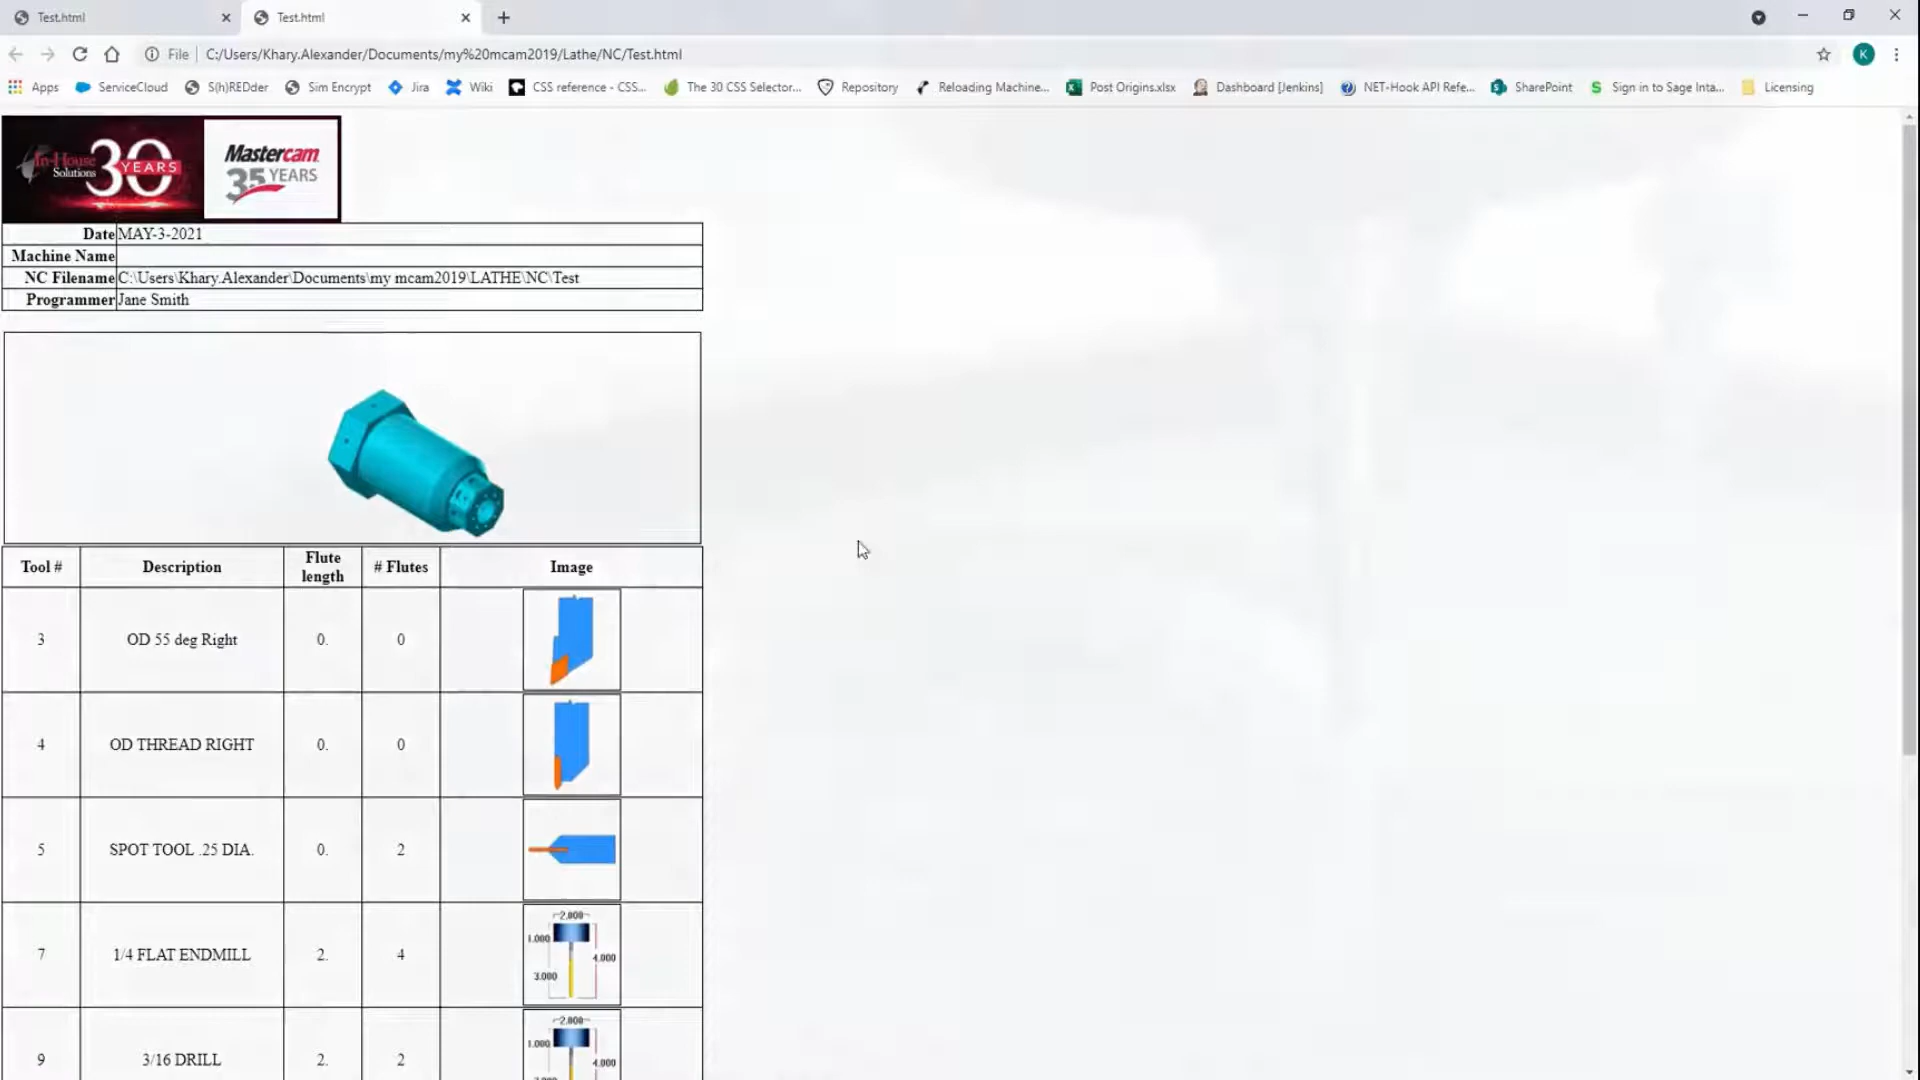 Test.html
Test.html
File
C:/Users/Khary.Alexander/Documents/my%20mcam2019/Lathe/NC/Test.html
K
Apps ServiceCloud S(h)REDder Sim Encrypt Jira Wiki CSS reference - CSS... The 30 CSS Selector... Repository Reloading Machine... Post Origins.xlsx Dashboard [Jenkins] NET-Hook API Refe... SharePoint Sign in to Sage Inta... Licensing
In-House Solutions 30 YEARS
Mastercam
35 YEARS
Date MAY-3-2021
Machine Name
NC Filename C:\Users\Khary.Alexander\Documents\my mcam2019\LATHE\NC\Test
Programmer Jane Smith
Tool # Description Flute length # Flutes Image
3 OD 55 deg Right 0. 0
4 OD THREAD RIGHT 0. 0
5 SPOT TOOL .25 DIA. 0. 2
7 1/4 FLAT ENDMILL 2. 4
2.000
1.000
4.000
3.000
9 3/16 DRILL 2. 2
2.000
1.000
4.000